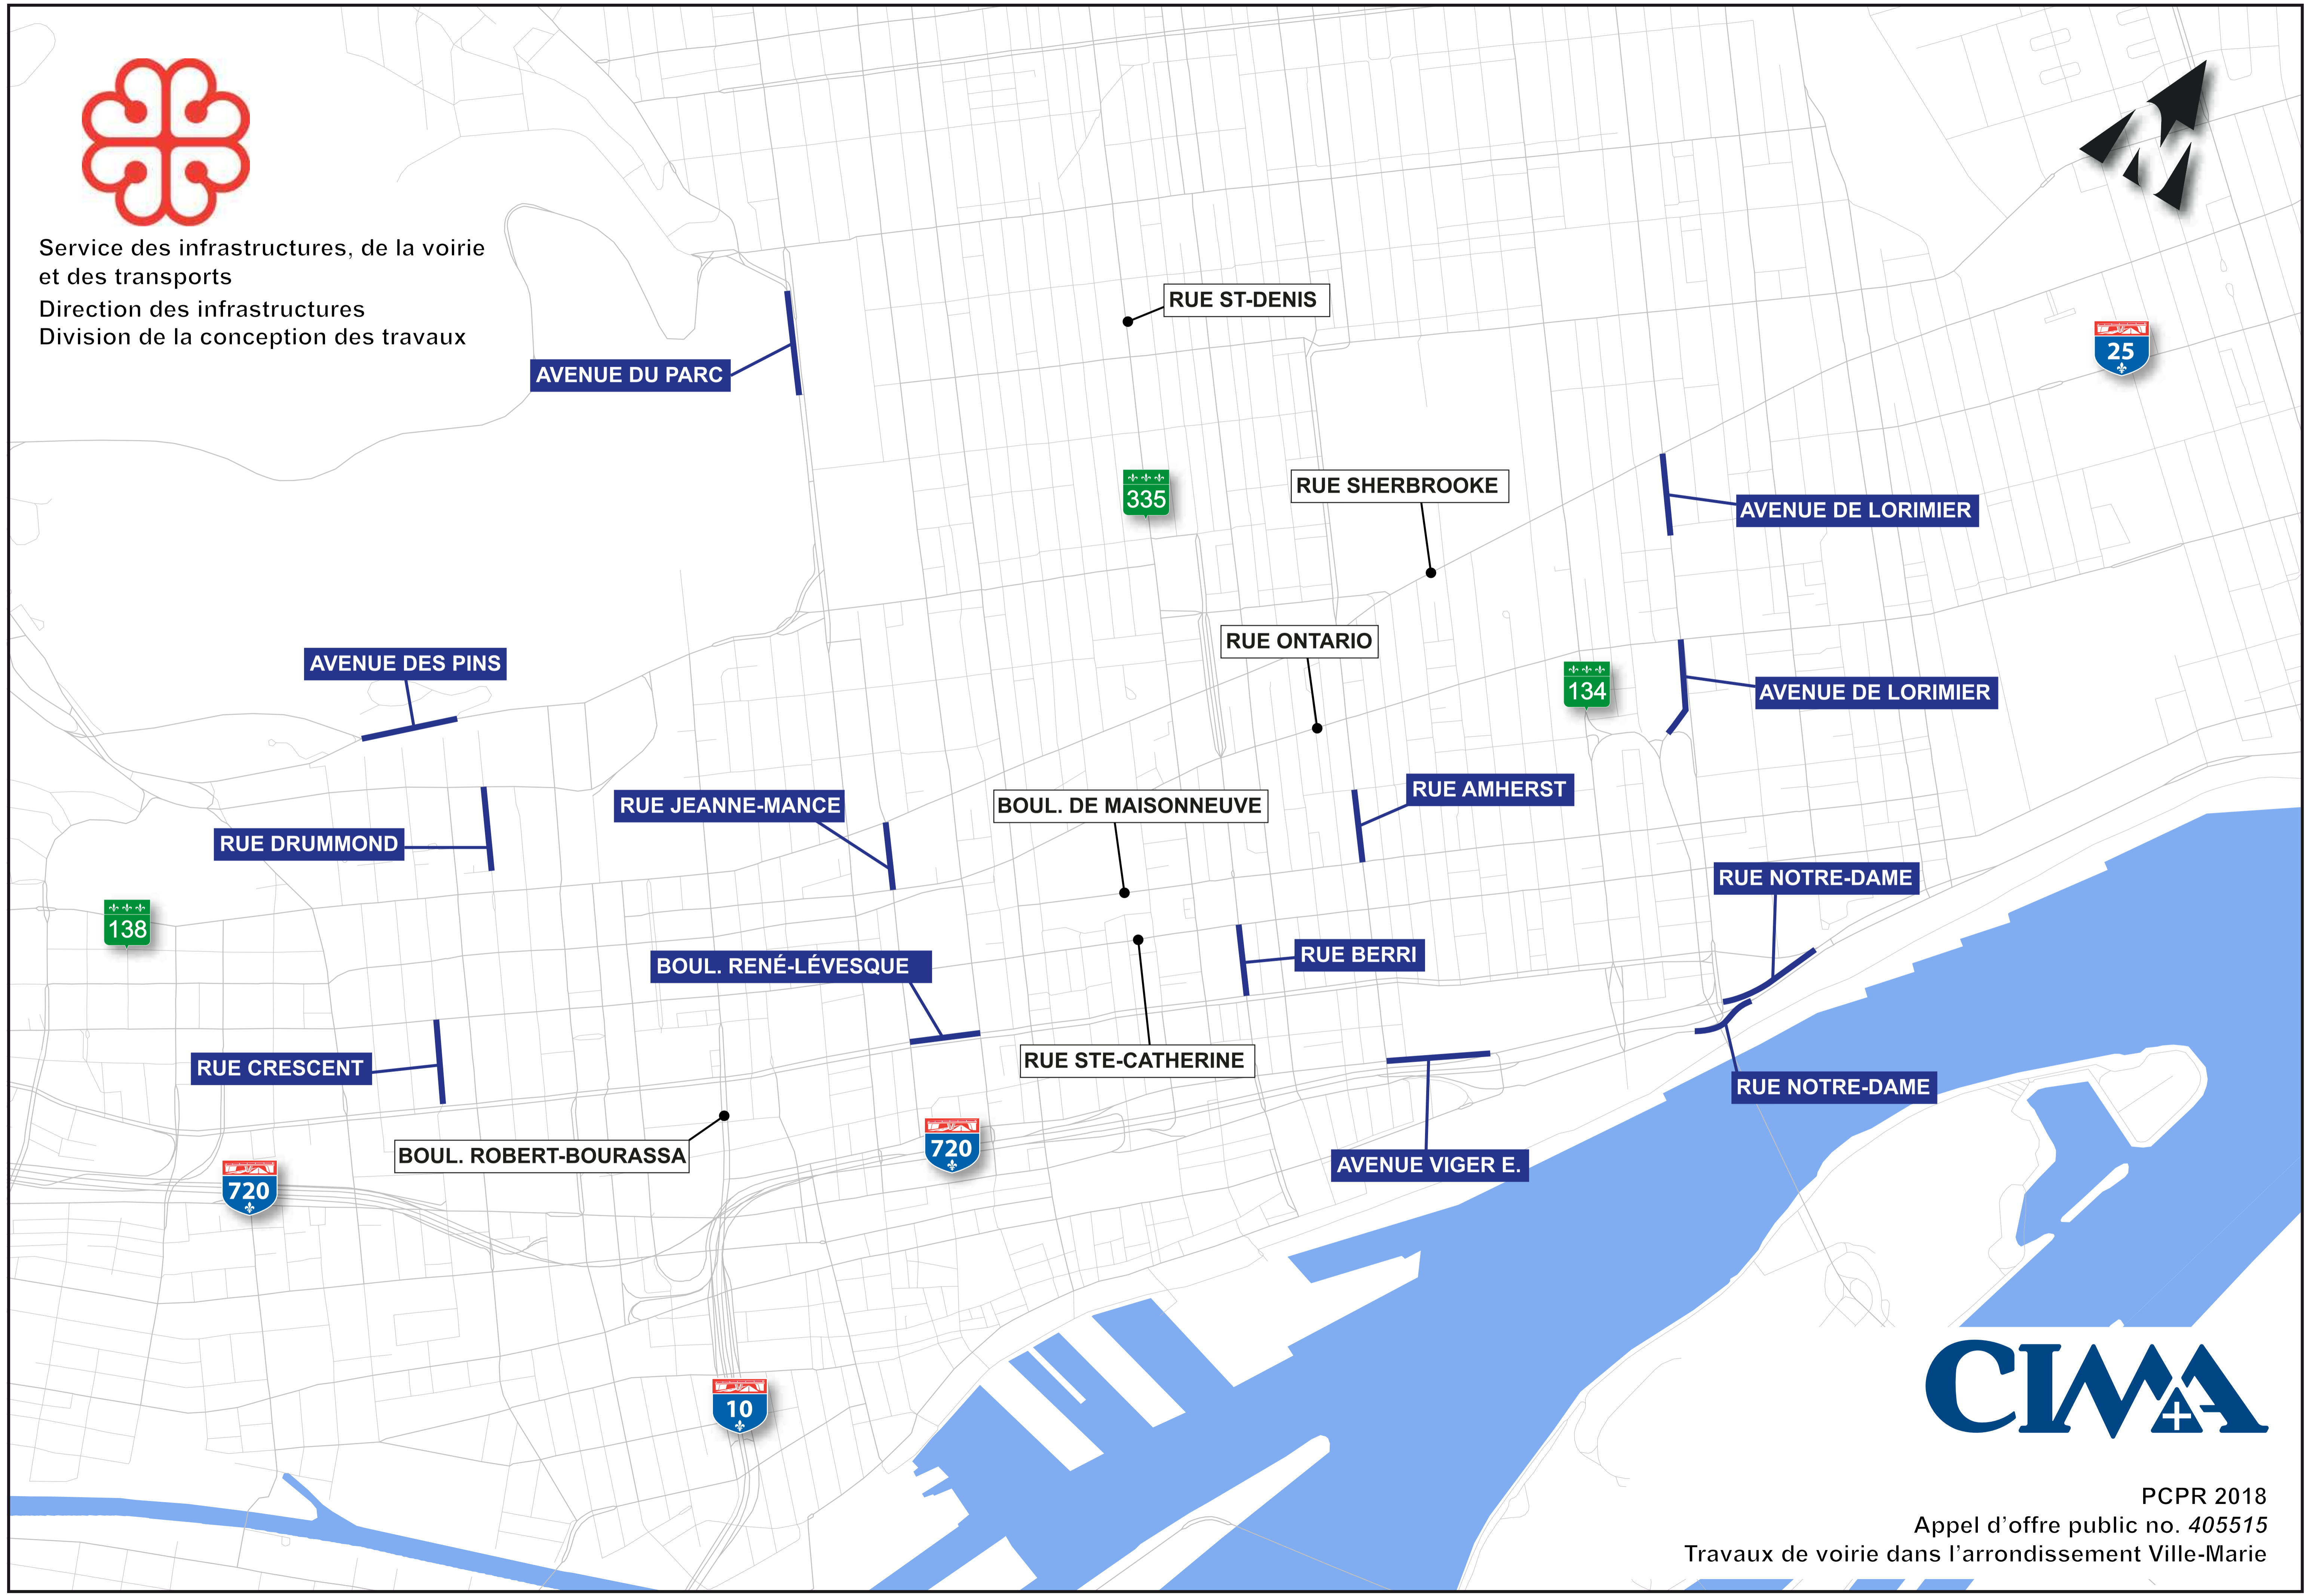 Service des infrastructures, de la voirie
et des transports
Direction des infrastructures
Division de la conception des travaux
RUE ST-DENIS
25
AVENUE DU PARC
335
RUE SHERBROOKE
AVENUE DE LORIMIER
RUE ONTARIO
AVENUE DES PINS
134
AVENUE DE LORIMIER
RUE AMHERST
RUE JEANNE-MANCE
BOUL. DE MAISONNEUVE
RUE DRUMMOND
RUE NOTRE-DAME
138
RUE BERRI
BOUL. RENÉ-LÉVESQUE
RUE STE-CATHERINE
RUE CRESCENT
RUE NOTRE-DAME
720
BOUL. ROBERT-BOURASSA
AVENUE VIGER E.
720
10
CIMA+
PCPR 2018
Appel d'offre public no. 405515
Travaux de voirie dans l'arrondissement Ville-Marie